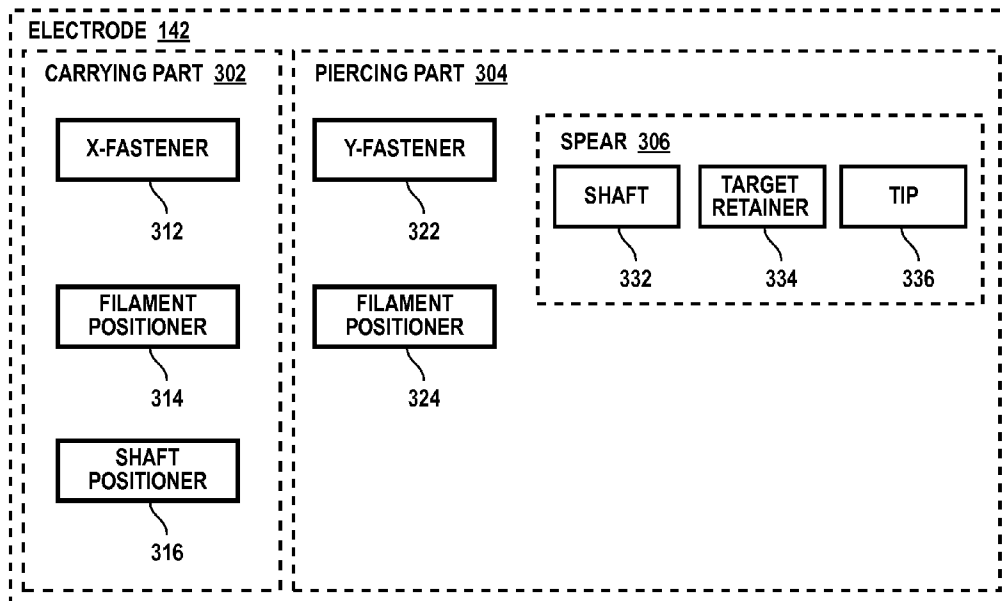 ELECTRODE 142
CARRYING PART 302
X-FASTENER
312
FILAMENT
POSITIONER
314
SHAFT
POSITIONER
316
PIERCING PART 304
Y-FASTENER
322
FILAMENT
POSITIONER
324
SPEAR 306
SHAFT
332
TARGET
RETAINER
334
TIP
336